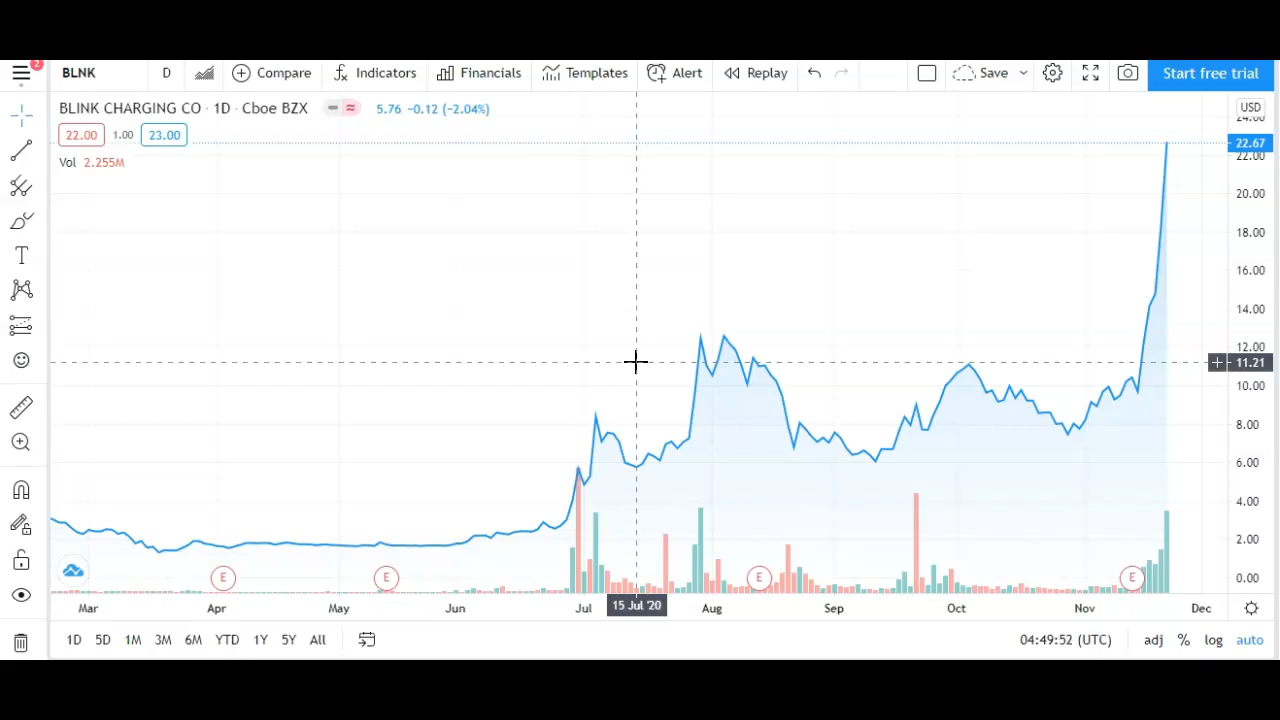 2
BLNK D Compare Indicators Financials Templates Alert Replay Save Start free trial
BLINK CHARGING CO · 1D · Cboe BZX 5.76 −0.12 (−2.04%) USD
22.00 1.00 23.00
Vol 2.255M
24.00
22.67
22.00
20.00
18.00
16.00
14.00
12.00
11.21
10.00
8.00
6.00
4.00
2.00
0.00
E E E E
Mar Apr May Jun Jul 15 Jul '20 Aug Sep Oct Nov Dec
1D 5D 1M 3M 6M YTD 1Y 5Y All 04:49:52 (UTC) adj % log auto